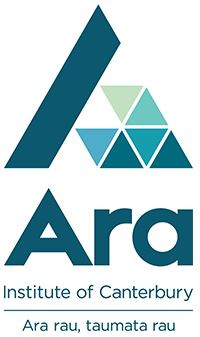 Ara
Institute of Canterbury
Ara rau, taumata rau